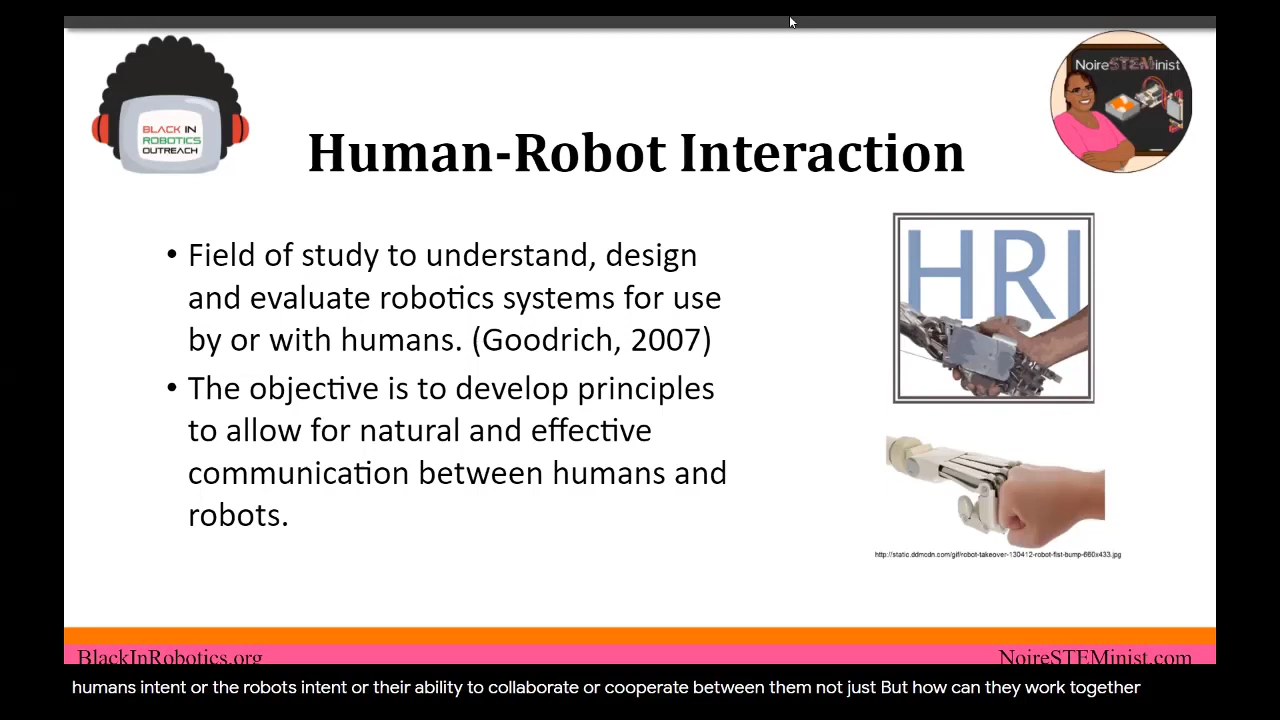 BLACK IN
ROBOTICS
OUTREACH
NoireSTEMinist
Human-Robot Interaction
• Field of study to understand, design
and evaluate robotics systems for use
by or with humans. (Goodrich, 2007)
• The objective is to develop principles
to allow for natural and effective
communication between humans and
robots.
HRI
http://static.ddmcdn.com/gif/robot-takeover-130412-robot-fist-bump-660x433.jpg
BlackInRobotics.org
NoireSTEMinist.com
humans intent or the robots intent or their ability to collaborate or cooperate between them not just But how can they work together